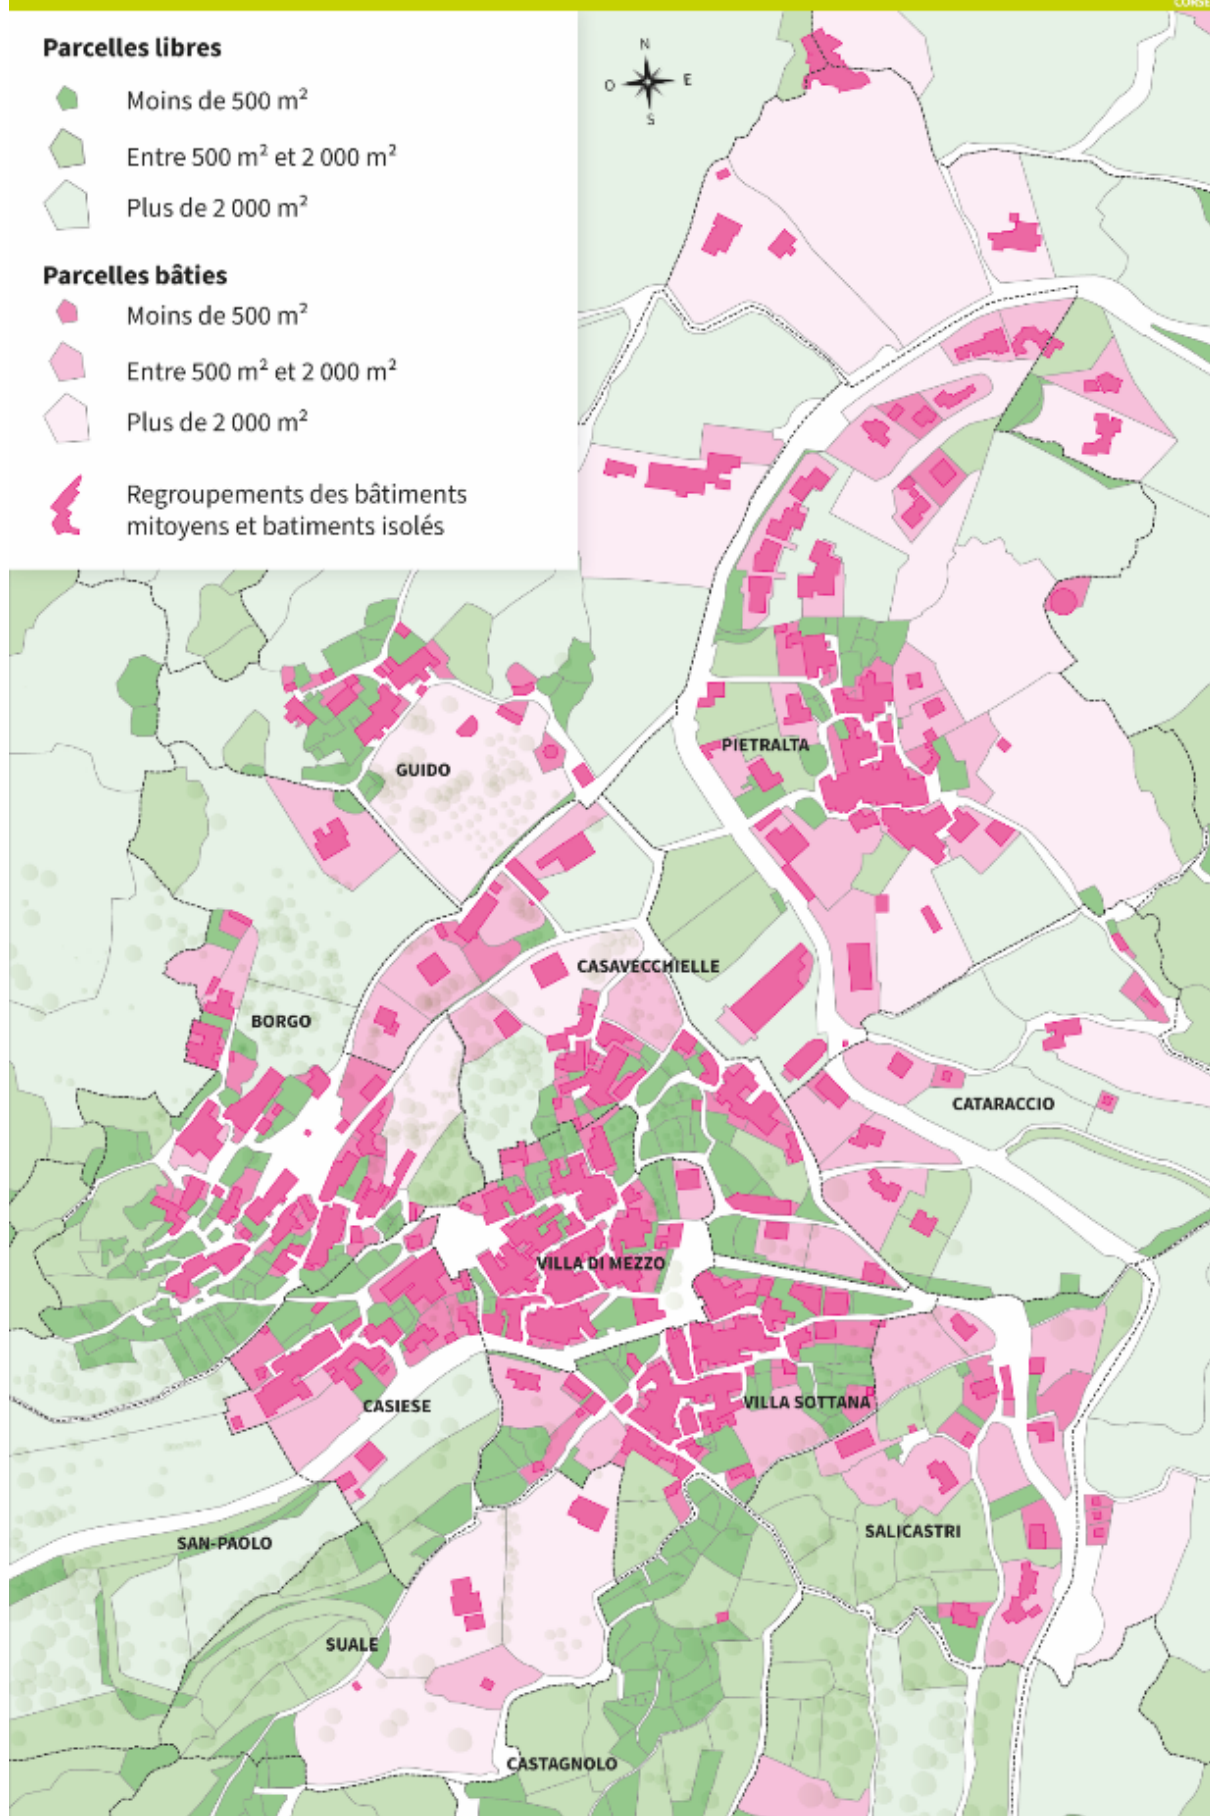 CORSE
Parcelles libres
Moins de 500 m²
Entre 500 m² et 2 000 m²
Plus de 2 000 m²
Parcelles bâties
Moins de 500 m²
Entre 500 m² et 2 000 m²
Plus de 2 000 m²
Regroupements des bâtiments
mitoyens et batiments isolés
N
O
E
S
PIETRALTA
GUIDO
CASAVECCHIELLE
BORGO
CATARACCIO
VILLA DI MEZZO
VILLA SOTTANA
CASIESE
SALICASTRI
SAN-PAOLO
SUALE
CASTAGNOLO